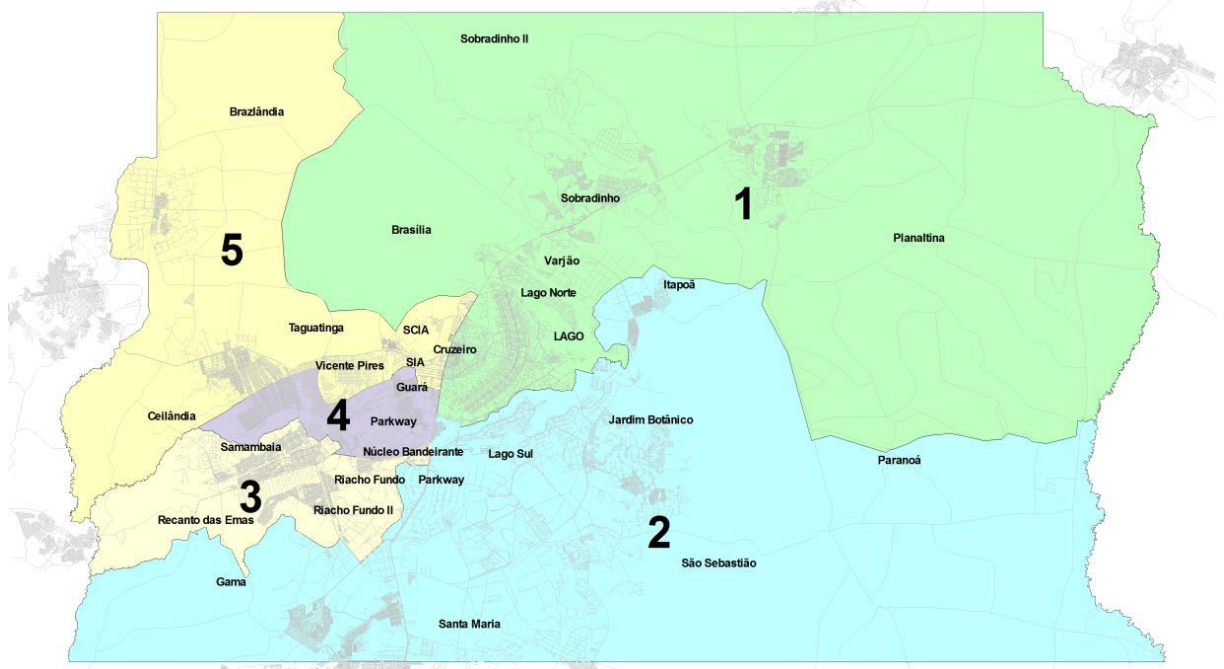 Sobradinho II
Brazlândia
Sobradinho
1
Brasília
Planaltina
5
Varjão
Itapoã
Lago Norte
Taguatinga
SCIA
LAGO
Cruzeiro
Vicente Pires
SIA
Guará
Ceilândia
4
Parkway
Jardim Botânico
Samambaia
Núcleo Bandeirante
Lago Sul
Paranoá
Riacho Fundo
Parkway
3
Riacho Fundo II
Recanto das Emas
2
São Sebastião
Gama
Santa Maria